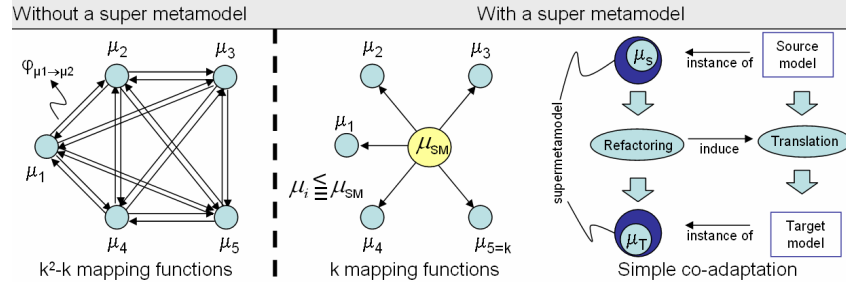 Without a super metamodel
With a super metamodel
μ2
μ3
φμ1→μ2
μ1
μ4
μ5
k²-k mapping functions
μ2
μ3
μ1
μSM
μi ≦ μSM
μ4
μ5=k
k mapping functions
supermetamodel
μs
instance of
Source
model
Refactoring
induce
Translation
μT
instance of
Target
model
Simple co-adaptation